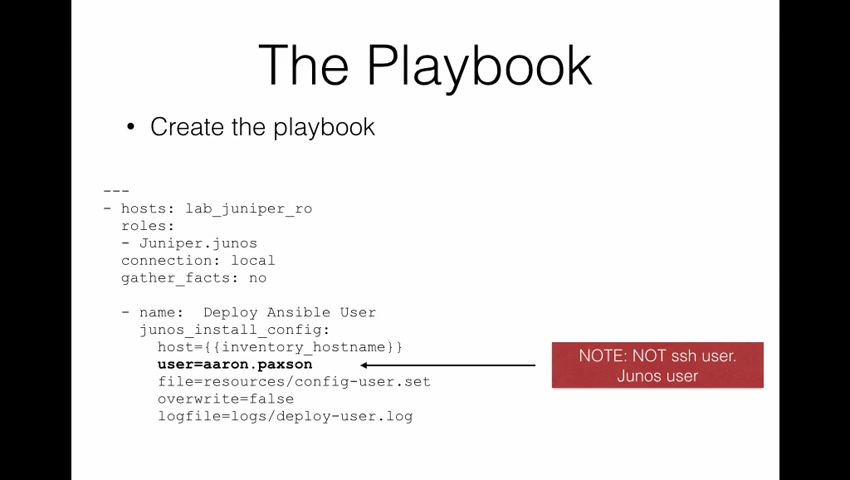 The Playbook
• Create the playbook
---
- hosts: lab_juniper_ro
  roles:
  - Juniper.junos
  connection: local
  gather_facts: no
  - name:  Deploy Ansible User
    junos_install_config:
      host={{inventory_hostname}}
      user=aaron.paxson
      file=resources/config-user.set
      overwrite=false
      logfile=logs/deploy-user.log
NOTE: NOT ssh user.
Junos user